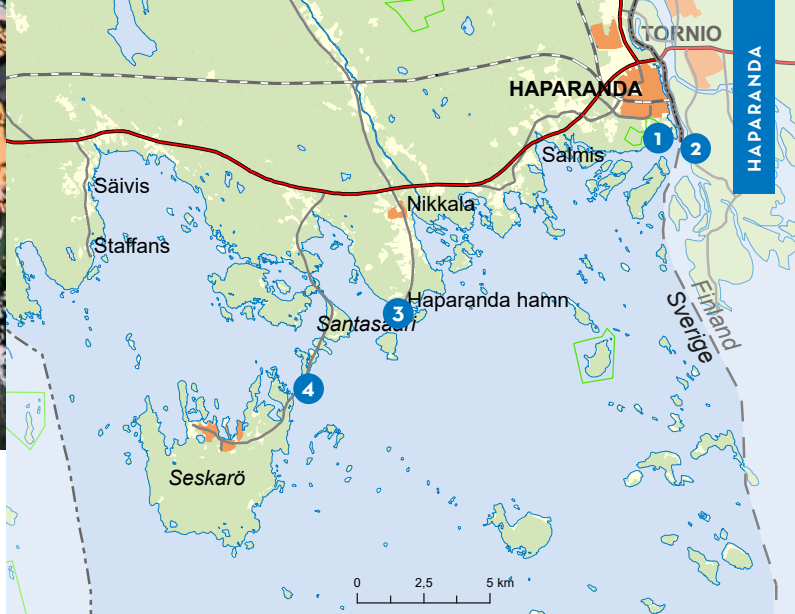 TORNIO
HAPARANDA
HAPARANDA
1
2
Salmis
Säivis
Nikkala
Staffans
Haparanda hamn
3
Santasaari
Finland
Sverige
4
Seskarö
0 2,5 5 km